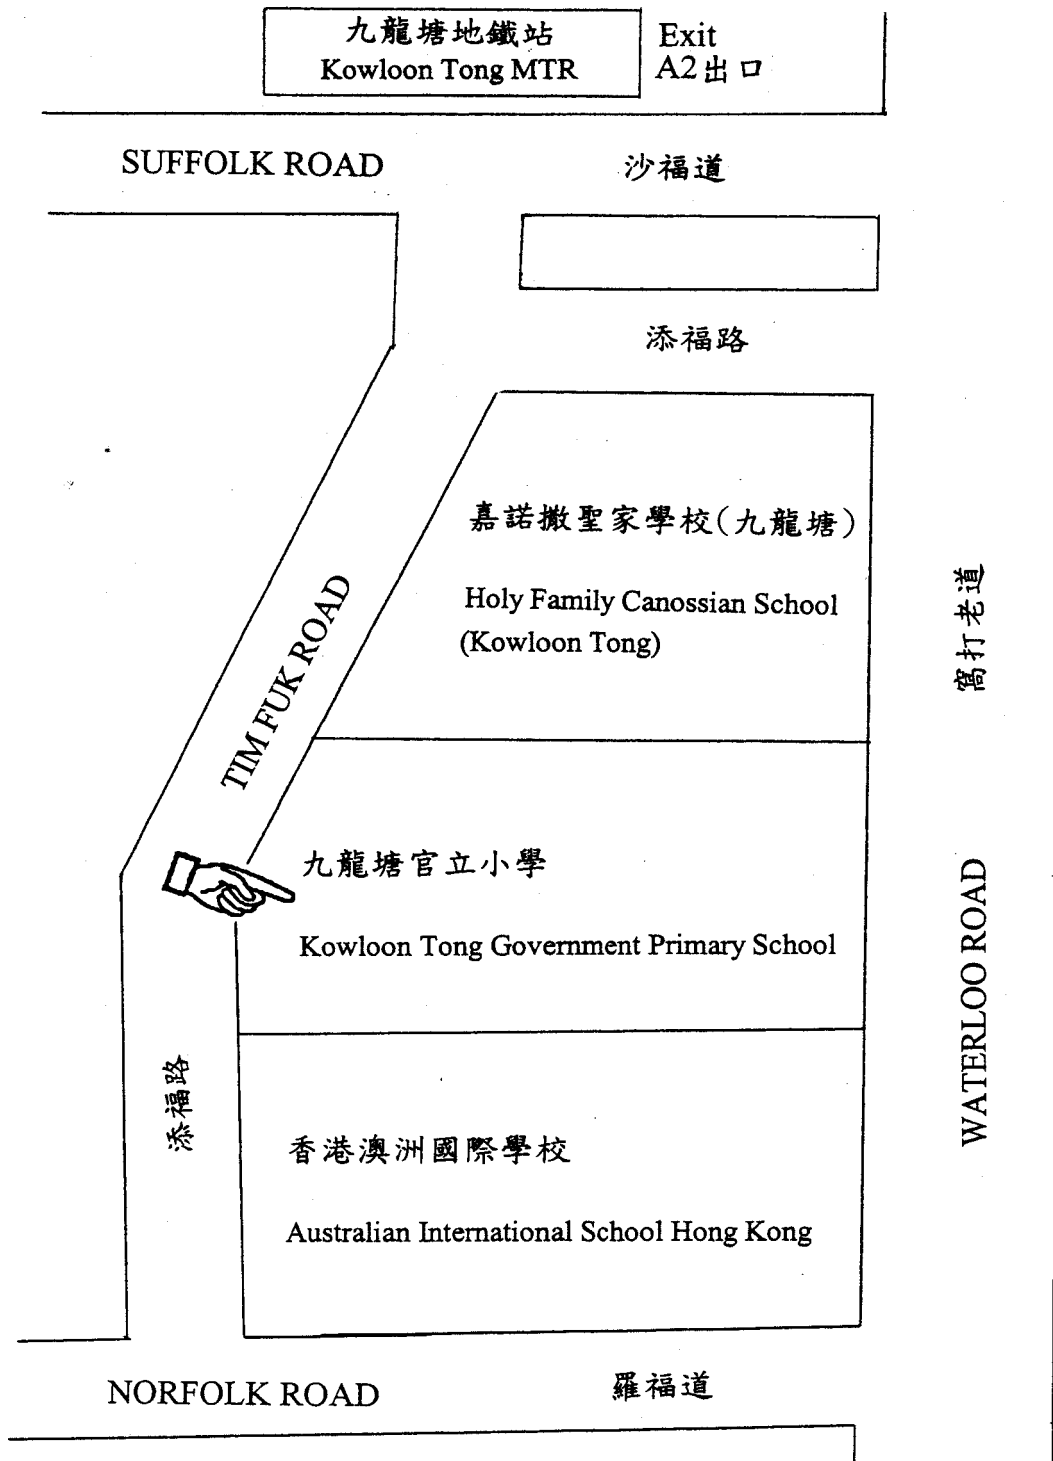 九龍塘地鐵站
Kowloon Tong MTR
Exit
A2出口
SUFFOLK ROAD
沙福道
添福路
嘉諾撒聖家學校(九龍塘)
Holy Family Canossian School
(Kowloon Tong)
TIM FUK ROAD
窩打老道
九龍塘官立小學
Kowloon Tong Government Primary School
WATERLOO ROAD
添福路
香港澳洲國際學校
Australian International School Hong Kong
NORFOLK ROAD
羅福道